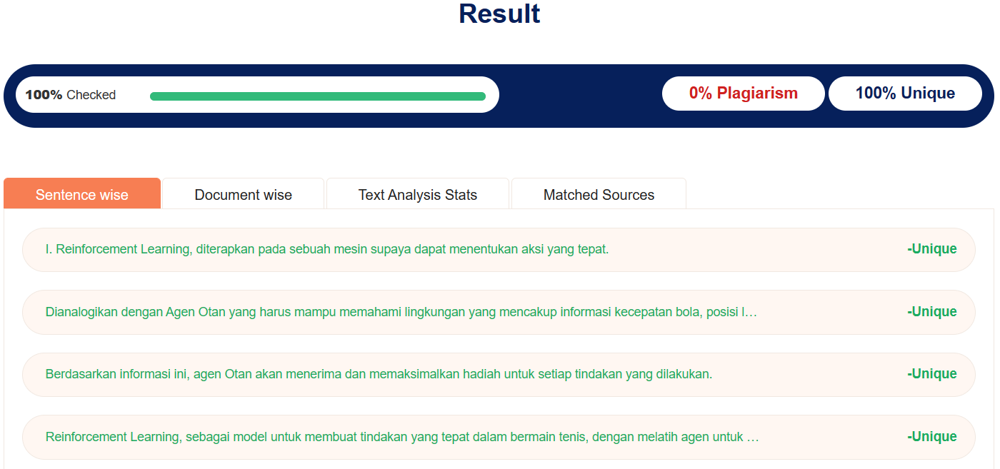 Result
100% Checked
0% Plagiarism
100% Unique
Sentence wise
Document wise
Text Analysis Stats
Matched Sources
I. Reinforcement Learning, diterapkan pada sebuah mesin supaya dapat menentukan aksi yang tepat.
-Unique
Dianalogikan dengan Agen Otan yang harus mampu memahami lingkungan yang mencakup informasi kecepatan bola, posisi l…
-Unique
Berdasarkan informasi ini, agen Otan akan menerima dan memaksimalkan hadiah untuk setiap tindakan yang dilakukan.
-Unique
Reinforcement Learning, sebagai model untuk membuat tindakan yang tepat dalam bermain tenis, dengan melatih agen untuk …
-Unique